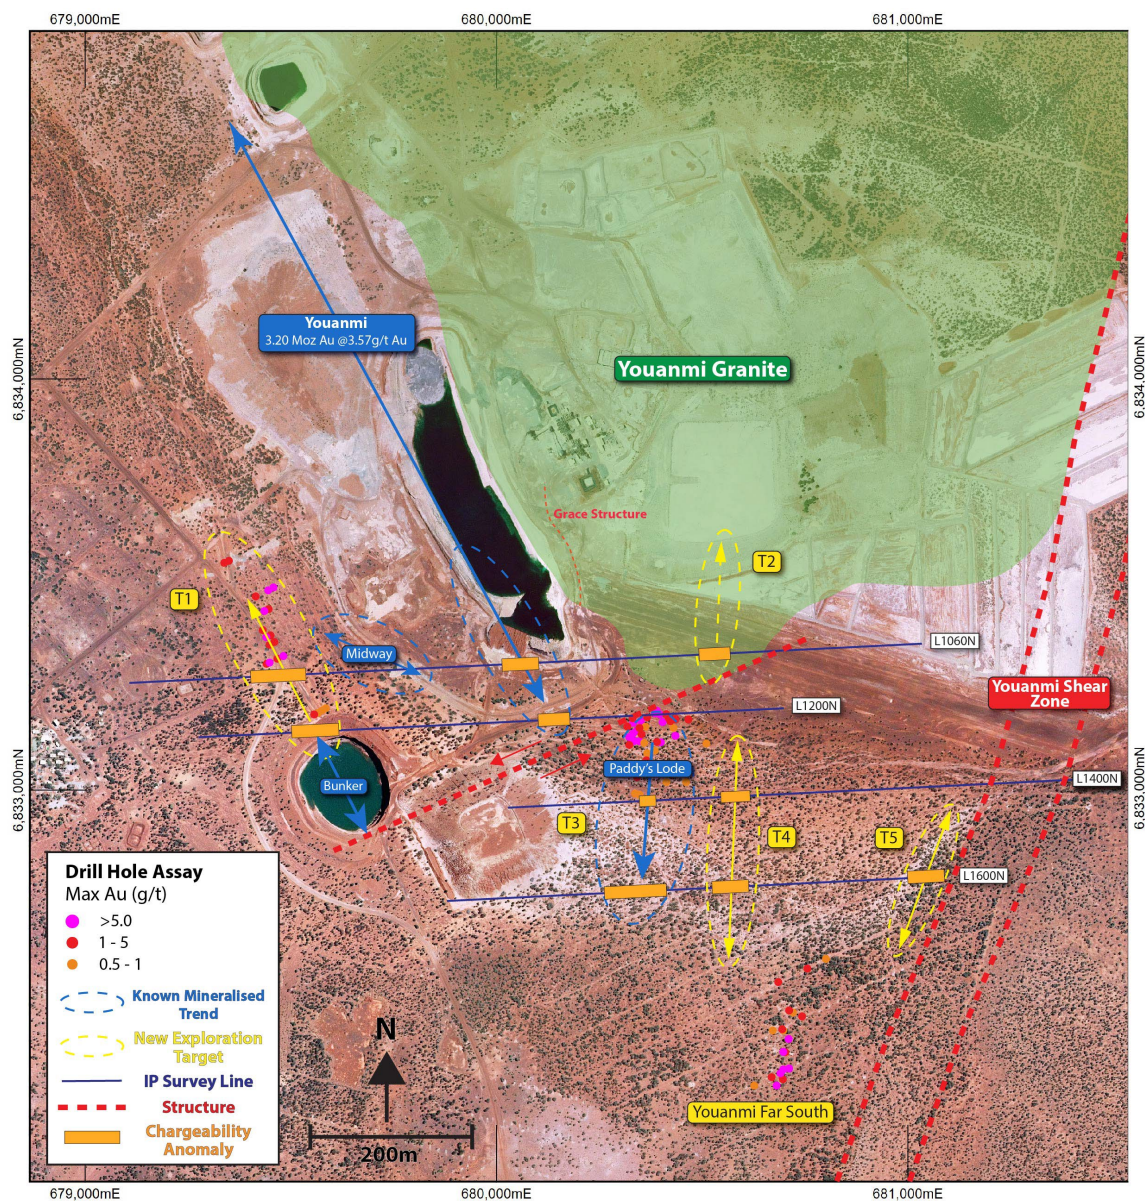 679,000mE
680,000mE
681,000mE
6,834,000mN
6,834,000mN
Youanmi
3.20 Moz Au @3.57g/t Au
Youanmi Granite
Grace Structure
T2
T1
Midway
L1060N
Youanmi Shear
Zone
L1200N
Paddy's Lode
Bunker
L1400N
6,833,000mN
6,833,000mN
T3
T4
T5
L1600N
Drill Hole Assay
Max Au (g/t)
>5.0
1 - 5
0.5 - 1
Known Mineralised
Trend
New Exploration
Target
IP Survey Line
Structure
Chargeability
Anomaly
N
200m
Youanmi Far South
679,000mE
680,000mE
681,000mE